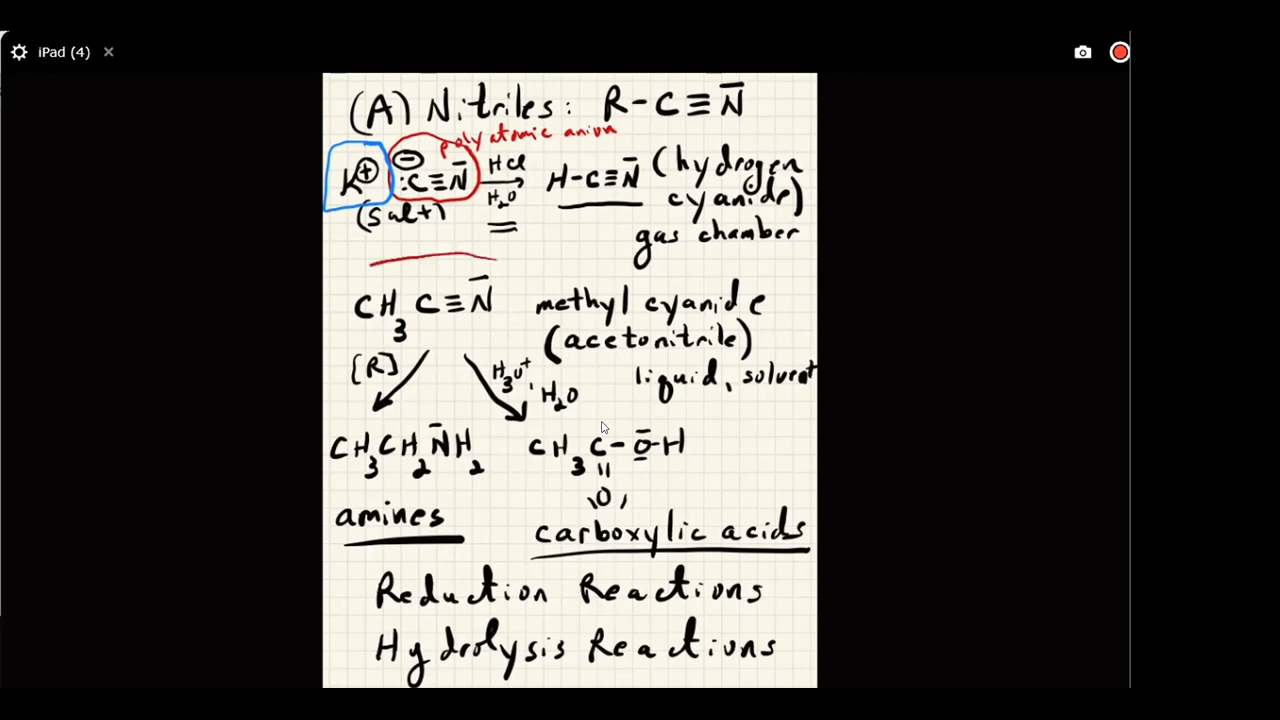 iPad (4)
(A) Nitriles: R-C≡N̅
polyatomic anion
K⊕ ⊖:C≡N̅ HCl H₂O H-C≡N̅ (hydrogen
(salt) cyanide)
gas chamber
CH₃C≡N̅ methyl cyanide
(acetonitrile)
[R] H₃O⁺, H₂O liquid, solvent
CH₃CH₂N̅H₂ CH₃C-O̅-H
O
amines carboxylic acids
Reduction Reactions
Hydrolysis Reactions